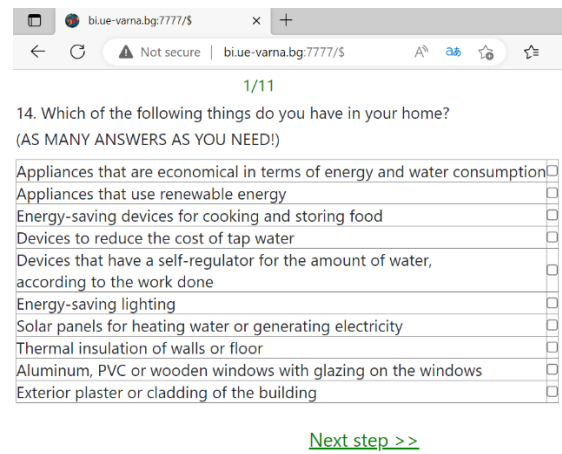 bi.ue-varna.bg:7777/$
Not secure | bi.ue-varna.bg:7777/$
1/11
14. Which of the following things do you have in your home?
(AS MANY ANSWERS AS YOU NEED!)
Appliances that are economical in terms of energy and water consumption
Appliances that use renewable energy
Energy-saving devices for cooking and storing food
Devices to reduce the cost of tap water
Devices that have a self-regulator for the amount of water,
according to the work done
Energy-saving lighting
Solar panels for heating water or generating electricity
Thermal insulation of walls or floor
Aluminum, PVC or wooden windows with glazing on the windows
Exterior plaster or cladding of the building
Next step >>